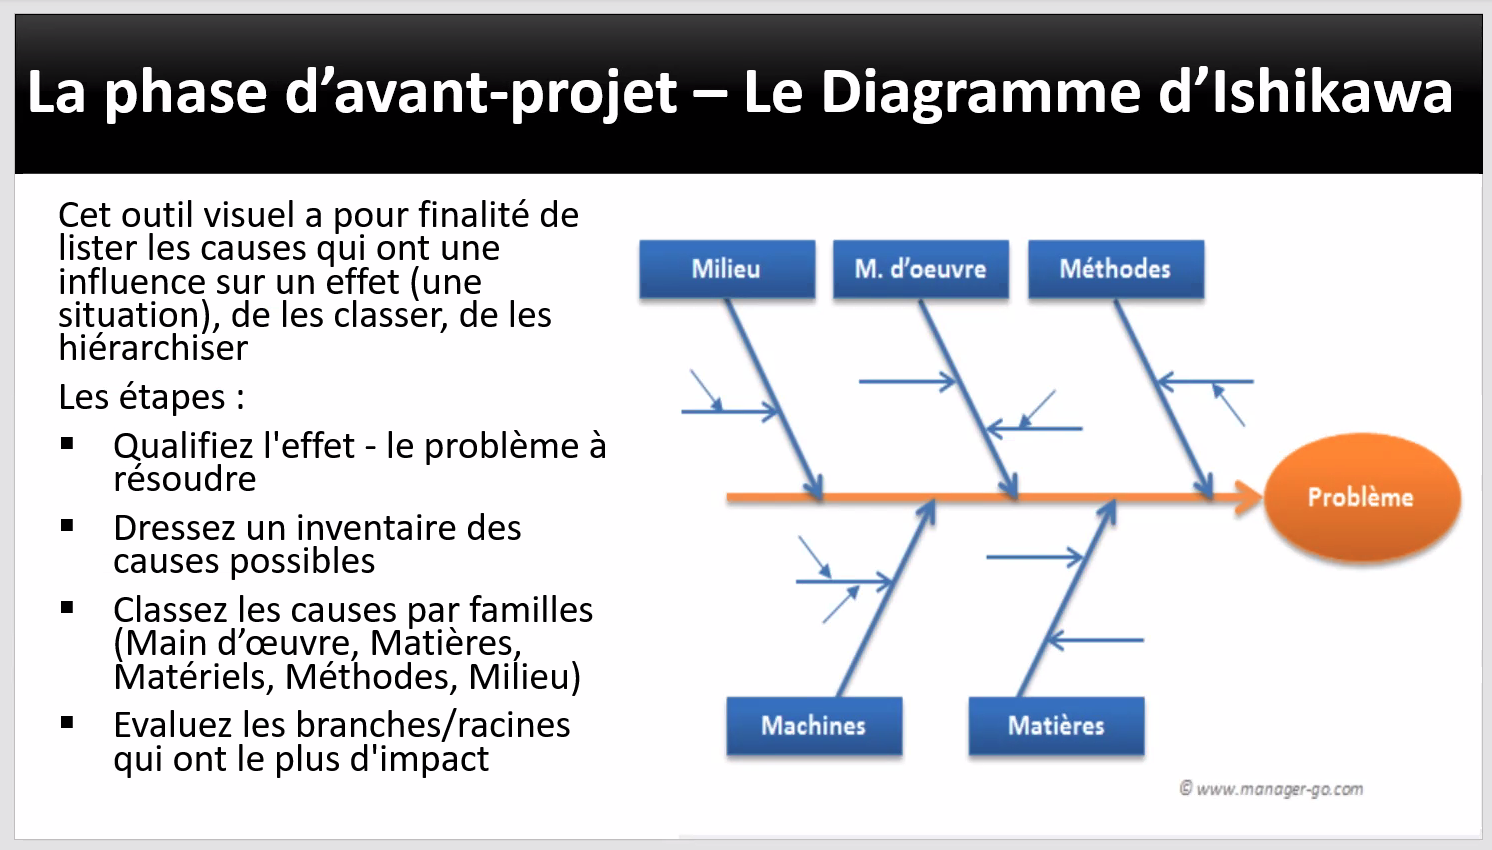 La phase d’avant-projet – Le Diagramme d’Ishikawa
Cet outil visuel a pour finalité de
lister les causes qui ont une
influence sur un effet (une
situation), de les classer, de les
hiérarchiser
Les étapes :
▪ Qualifiez l'effet - le problème à
résoudre
▪ Dressez un inventaire des
causes possibles
▪ Classez les causes par familles
(Main d’œuvre, Matières,
Matériels, Méthodes, Milieu)
▪ Evaluez les branches/racines
qui ont le plus d'impact
Milieu
M. d’oeuvre
Méthodes
Problème
Machines
Matières
© www.manager-go.com